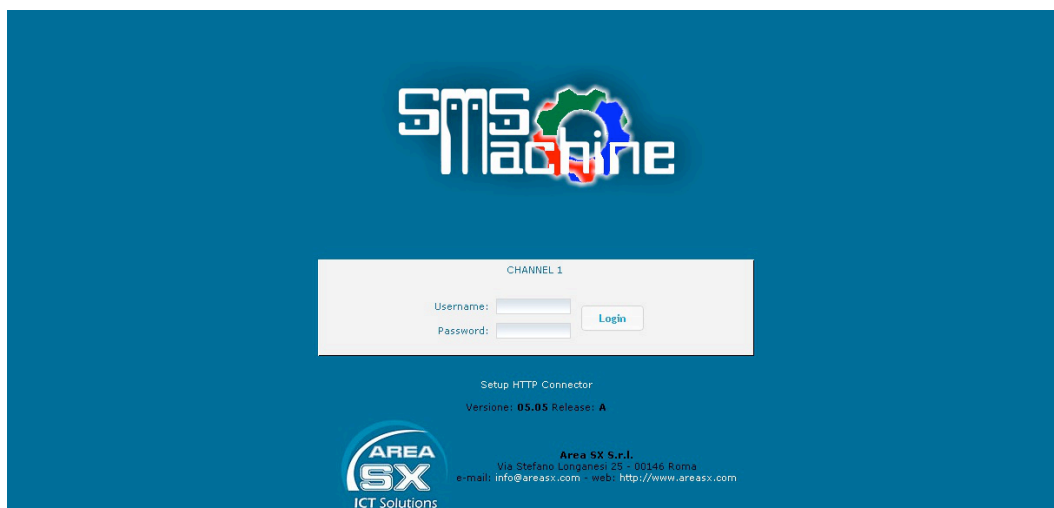 SMS
Machine
CHANNEL 1
Username:
Login
Password:
Setup HTTP Connector
Versione: 05.05 Release: A
AREA
SX
ICT Solutions
Area SX S.r.l.
Via Stefano Longanesi 25 - 00146 Roma
e-mail: info@areasx.com - web: http://www.areasx.com